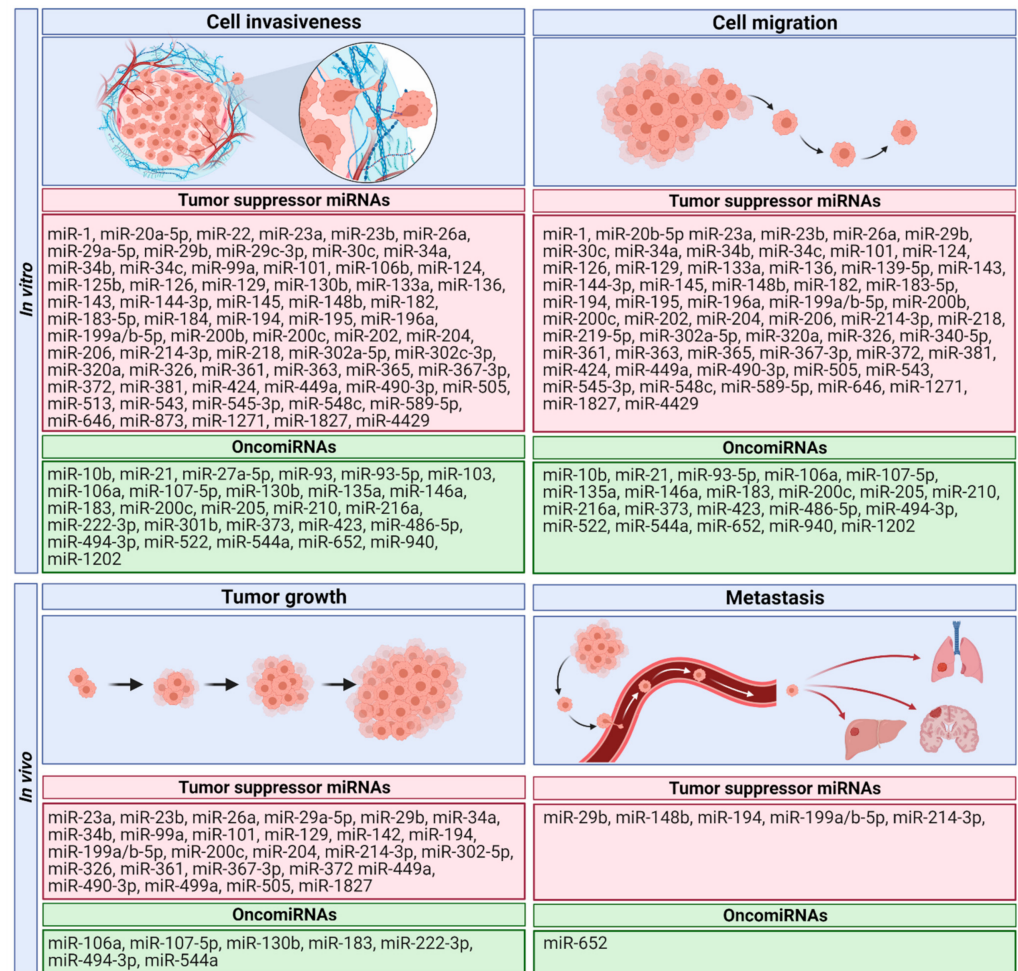 In vitro
Cell invasiveness
Tumor suppressor miRNAs
miR-1, miR-20a-5p, miR-22, miR-23a, miR-23b, miR-26a,
miR-29a-5p, miR-29b, miR-29c-3p, miR-30c, miR-34a,
miR-34b, miR-34c, miR-99a, miR-101, miR-106b, miR-124,
miR-125b, miR-126, miR-129, miR-130b, miR-133a, miR-136,
miR-143, miR-144-3p, miR-145, miR-148b, miR-182,
miR-183-5p, miR-184, miR-194, miR-195, miR-196a,
miR-199a/b-5p, miR-200b, miR-200c, miR-202, miR-204,
miR-206, miR-214-3p, miR-218, miR-302a-5p, miR-302c-3p,
miR-320a, miR-326, miR-361, miR-363, miR-365, miR-367-3p,
miR-372, miR-381, miR-424, miR-449a, miR-490-3p, miR-505,
miR-513, miR-543, miR-545-3p, miR-548c, miR-589-5p,
miR-646, miR-873, miR-1271, miR-1827, miR-4429
OncomiRNAs
miR-10b, miR-21, miR-27a-5p, miR-93, miR-93-5p, miR-103,
miR-106a, miR-107-5p, miR-130b, miR-135a, miR-146a,
miR-183, miR-200c, miR-205, miR-210, miR-216a,
miR-222-3p, miR-301b, miR-373, miR-423, miR-486-5p,
miR-494-3p, miR-522, miR-544a, miR-652, miR-940,
miR-1202
Cell migration
Tumor suppressor miRNAs
miR-1, miR-20b-5p miR-23a, miR-23b, miR-26a, miR-29b,
miR-30c, miR-34a, miR-34b, miR-34c, miR-101, miR-124,
miR-126, miR-129, miR-133a, miR-136, miR-139-5p, miR-143,
miR-144-3p, miR-145, miR-148b, miR-182, miR-183-5p,
miR-194, miR-195, miR-196a, miR-199a/b-5p, miR-200b,
miR-200c, miR-202, miR-204, miR-206, miR-214-3p, miR-218,
miR-219-5p, miR-302a-5p, miR-320a, miR-326, miR-340-5p,
miR-361, miR-363, miR-365, miR-367-3p, miR-372, miR-381,
miR-424, miR-449a, miR-490-3p, miR-505, miR-543,
miR-545-3p, miR-548c, miR-589-5p, miR-646, miR-1271,
miR-1827, miR-4429
OncomiRNAs
miR-10b, miR-21, miR-93-5p, miR-106a, miR-107-5p,
miR-135a, miR-146a, miR-183, miR-200c, miR-205, miR-210,
miR-216a, miR-373, miR-423, miR-486-5p, miR-494-3p,
miR-522, miR-544a, miR-652, miR-940, miR-1202
In vivo
Tumor growth
Tumor suppressor miRNAs
miR-23a, miR-23b, miR-26a, miR-29a-5p, miR-29b, miR-34a,
miR-34b, miR-99a, miR-101, miR-129, miR-142, miR-194,
miR-199a/b-5p, miR-200c, miR-204, miR-214-3p, miR-302-5p,
miR-326, miR-361, miR-367-3p, miR-372 miR-449a,
miR-490-3p, miR-499a, miR-505, miR-1827
OncomiRNAs
miR-106a, miR-107-5p, miR-130b, miR-183, miR-222-3p,
miR-494-3p, miR-544a
Metastasis
Tumor suppressor miRNAs
miR-29b, miR-148b, miR-194, miR-199a/b-5p, miR-214-3p,
OncomiRNAs
miR-652